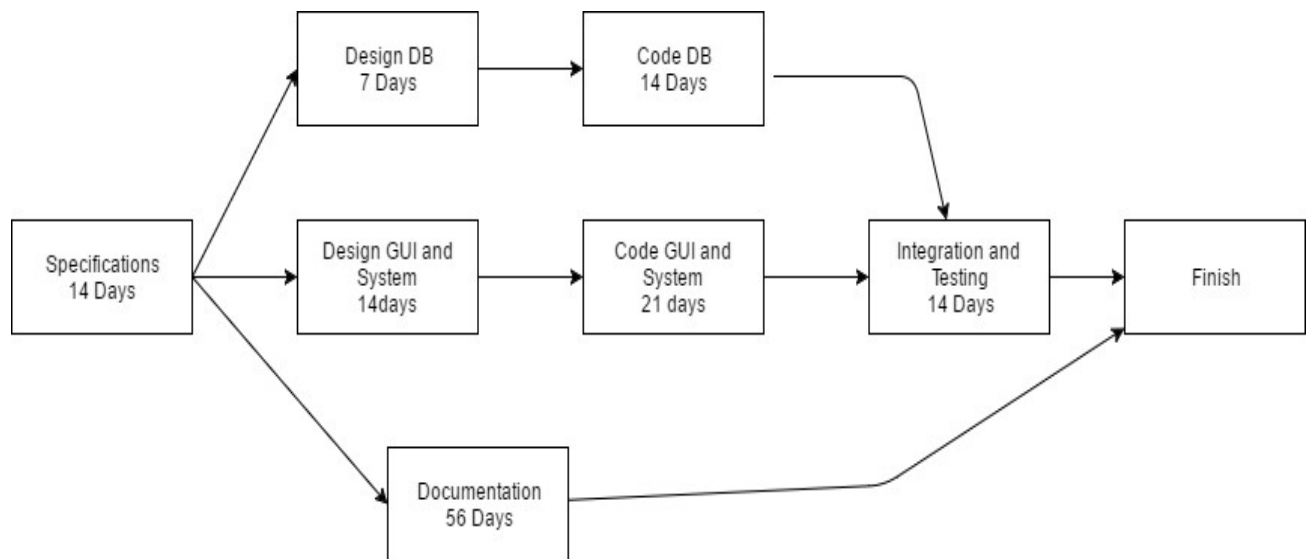 Design DB
7 Days
Code DB
14 Days
Specifications
14 Days
Design GUI and
System
14days
Code GUI and
System
21 days
Integration and
Testing
14 Days
Finish
Documentation
56 Days